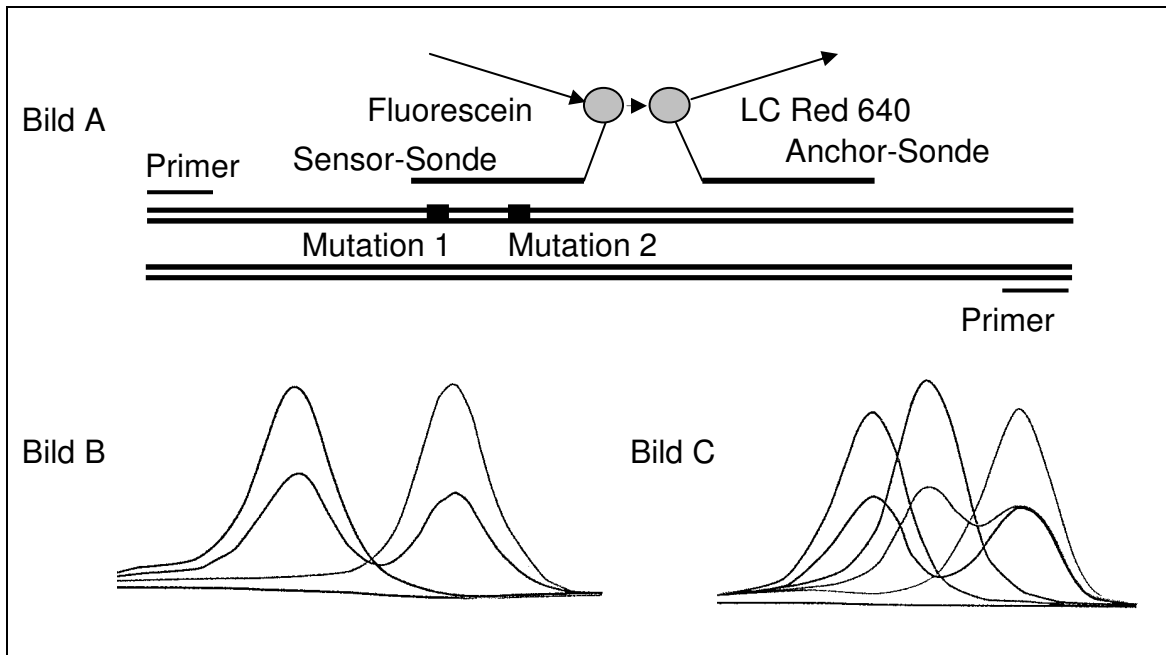 Bild A
Fluorescein
LC Red 640
Sensor-Sonde
Anchor-Sonde
Primer
Mutation 1
Mutation 2
Primer
Bild B
Bild C